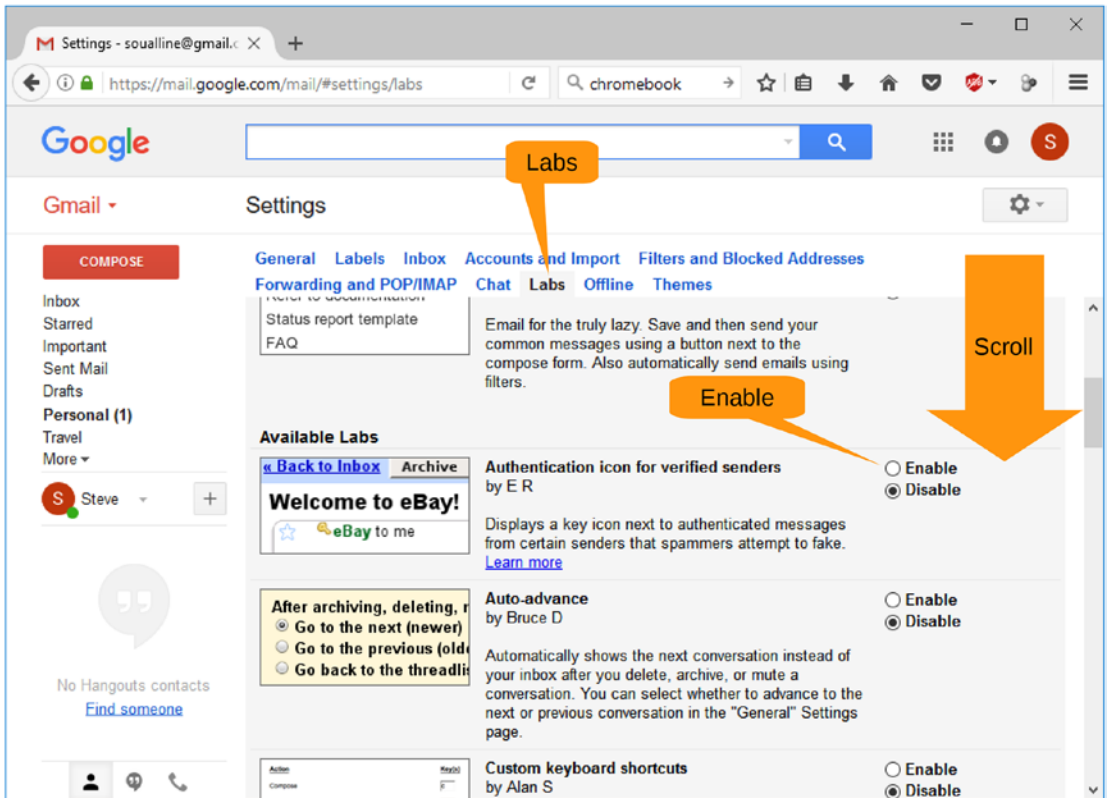 Settings - soualline@gmail.c
https://mail.google.com/mail/#settings/labs
chromebook
Google
S
Labs
Gmail
Settings
COMPOSE
General Labels Inbox Accounts and Import Filters and Blocked Addresses
Forwarding and POP/IMAP Chat Labs Offline Themes
Inbox
Starred
Important
Sent Mail
Drafts
Personal (1)
Travel
More
S Steve
+
No Hangouts contacts
Find someone
Refer to documentation
Status report template
FAQ
Email for the truly lazy. Save and then send your
common messages using a button next to the
compose form. Also automatically send emails using
filters.
Scroll
Enable
Available Labs
« Back to Inbox Archive
Welcome to eBay!
eBay to me
Authentication icon for verified senders
by E R
Displays a key icon next to authenticated messages
from certain senders that spammers attempt to fake.
Learn more
Enable
Disable
After archiving, deleting, r
Go to the next (newer)
Go to the previous (olde
Go back to the threadli
Auto-advance
by Bruce D
Automatically shows the next conversation instead of
your inbox after you delete, archive, or mute a
conversation. You can select whether to advance to the
next or previous conversation in the "General" Settings
page.
Enable
Disable
Action Key(s)
Compose
Custom keyboard shortcuts
by Alan S
Enable
Disable